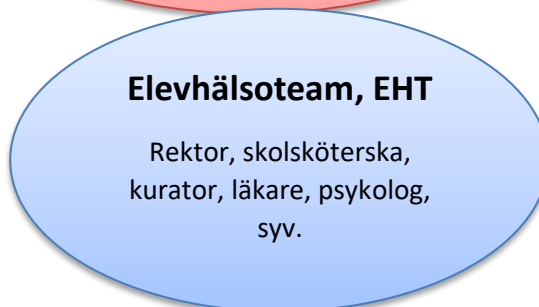 Elevhälsoteam, EHT
Rektor, skolsköterska,
kurator, läkare, psykolog,
syv.